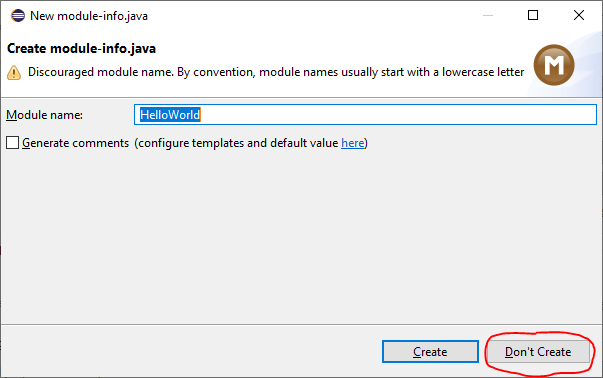 New module-info.java
Create module-info.java
Discouraged module name. By convention, module names usually start with a lowercase letter
M
Module name: HelloWorld
Generate comments (configure templates and default value here)
Create Don't Create